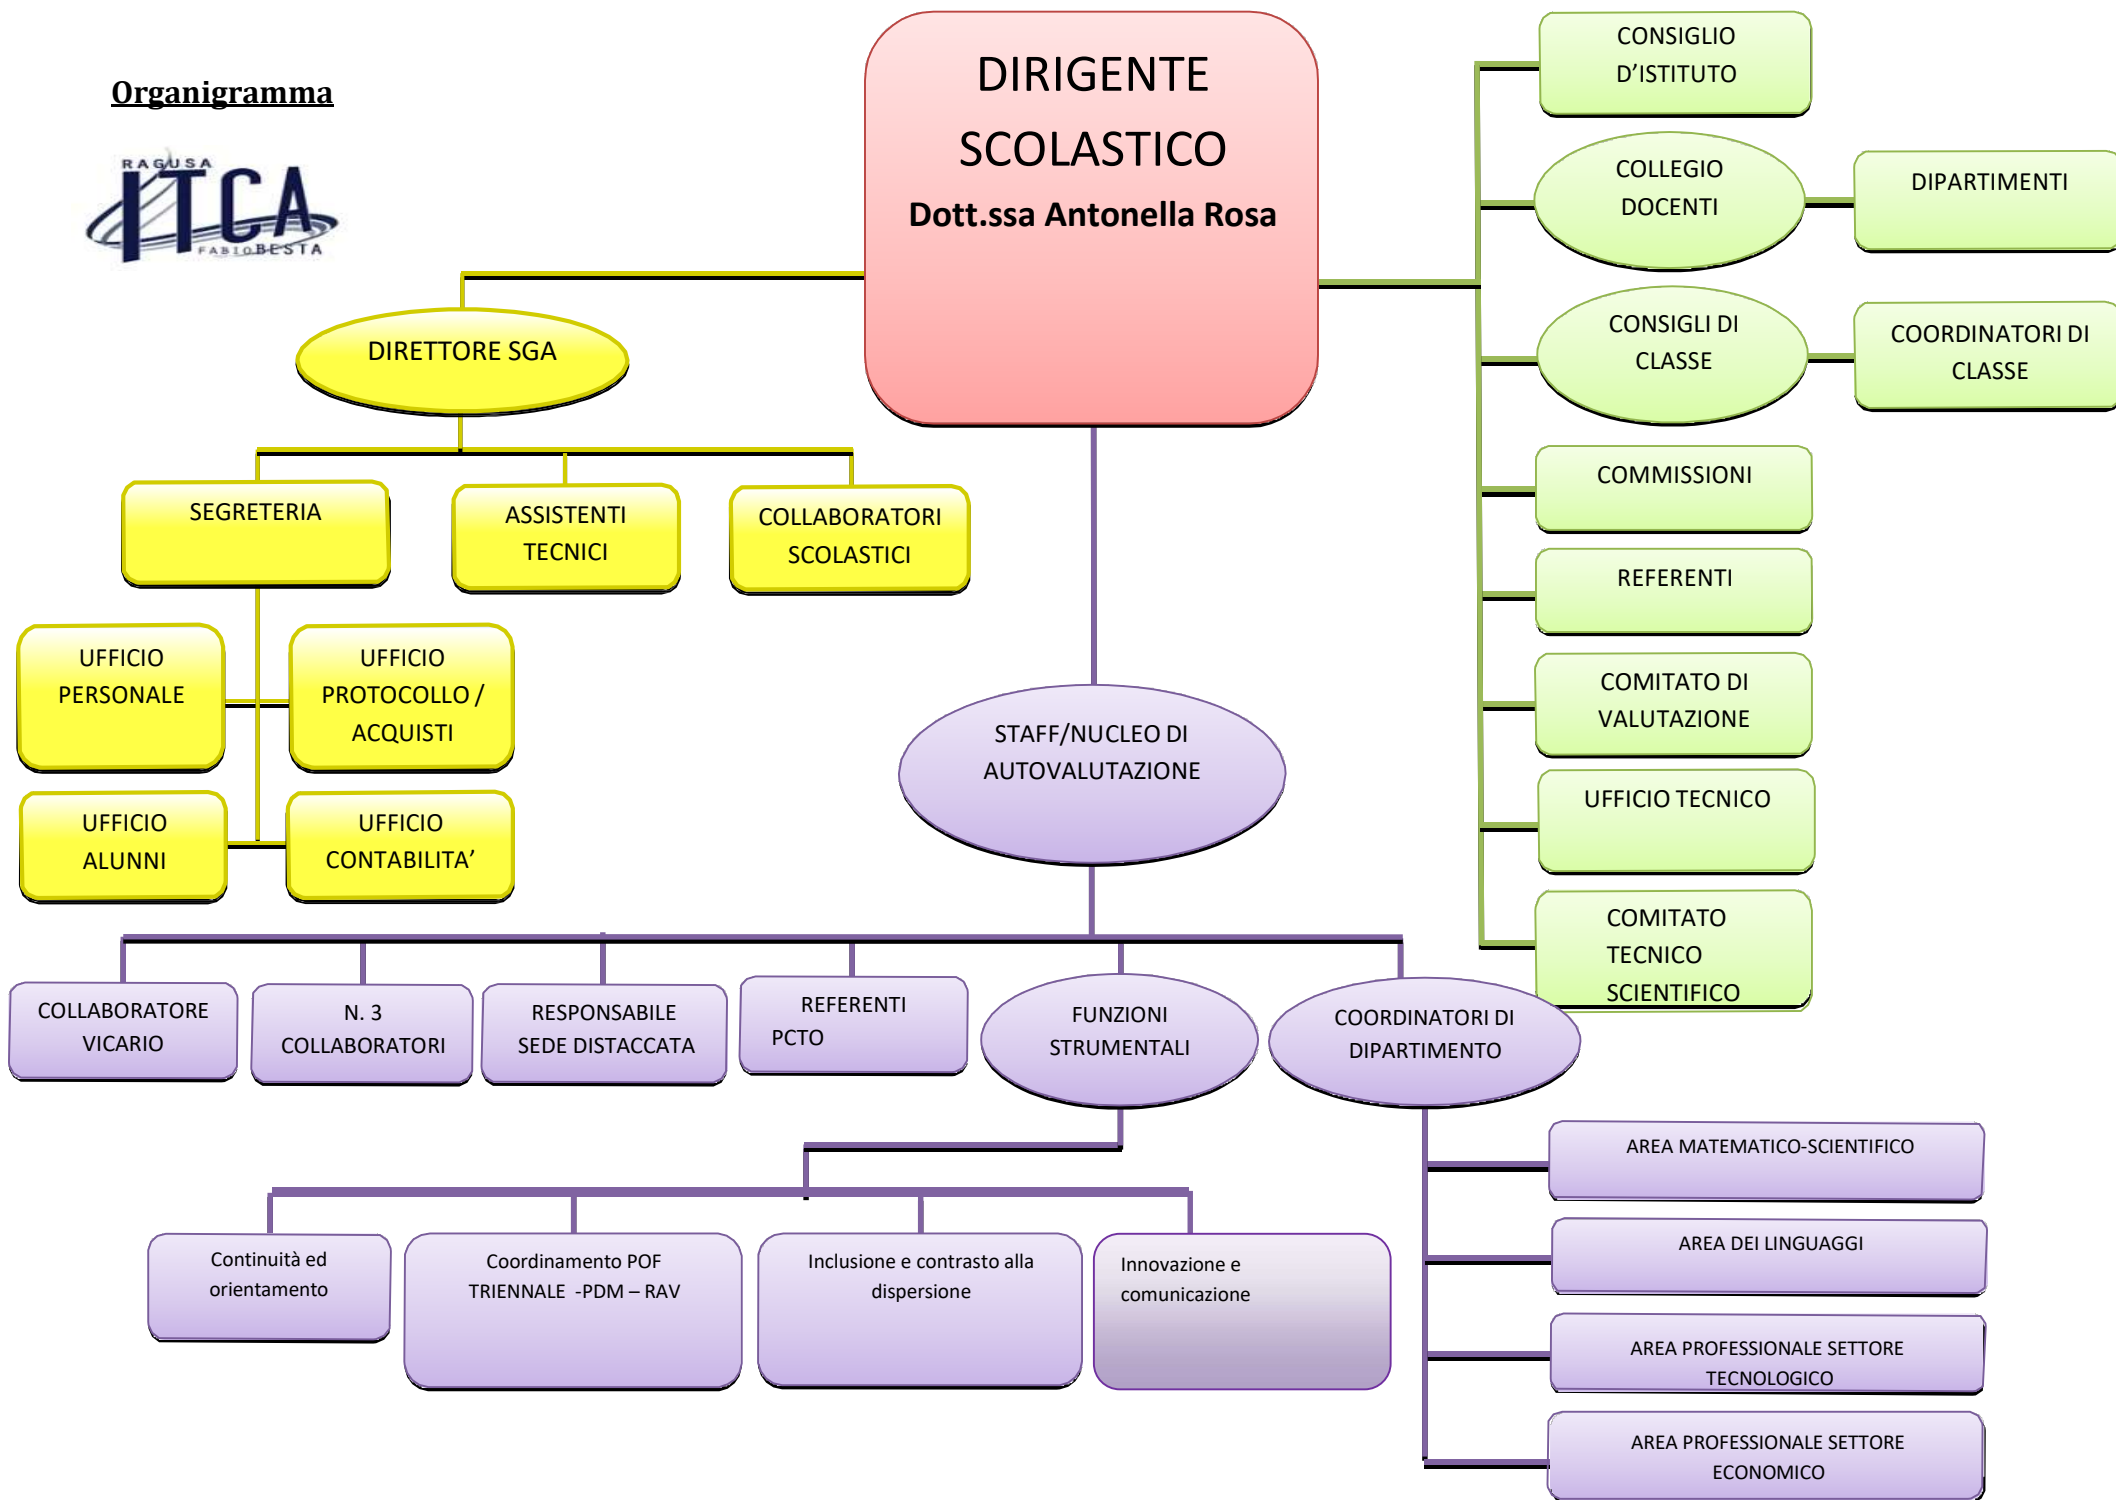 Organigramma
RAGUSA
ITCA
FABIO BESTA
DIRIGENTE
SCOLASTICO
Dott.ssa Antonella Rosa
DIRETTORE SGA
SEGRETERIA
ASSISTENTI
TECNICI
COLLABORATORI
SCOLASTICI
UFFICIO
PERSONALE
UFFICIO
PROTOCOLLO /
ACQUISTI
UFFICIO
ALUNNI
UFFICIO
CONTABILITA’
CONSIGLIO
D’ISTITUTO
COLLEGIO
DOCENTI
DIPARTIMENTI
CONSIGLI DI
CLASSE
COORDINATORI DI
CLASSE
COMMISSIONI
REFERENTI
COMITATO DI
VALUTAZIONE
UFFICIO TECNICO
COMITATO
TECNICO
SCIENTIFICO
STAFF/NUCLEO DI
AUTOVALUTAZIONE
COLLABORATORE
VICARIO
N. 3
COLLABORATORI
RESPONSABILE
SEDE DISTACCATA
REFERENTI
PCTO
FUNZIONI
STRUMENTALI
COORDINATORI DI
DIPARTIMENTO
Continuità ed
orientamento
Coordinamento POF
TRIENNALE -PDM – RAV
Inclusione e contrasto alla
dispersione
Innovazione e
comunicazione
AREA MATEMATICO-SCIENTIFICO
AREA DEI LINGUAGGI
AREA PROFESSIONALE SETTORE
TECNOLOGICO
AREA PROFESSIONALE SETTORE
ECONOMICO